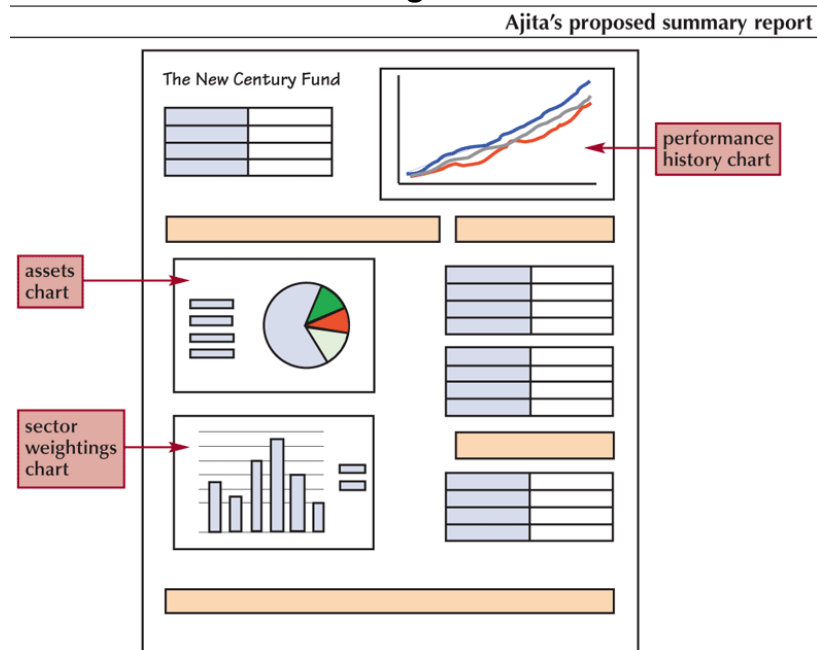 Ajita's proposed summary report
The New Century Fund
performance
history chart
assets
chart
sector
weightings
chart